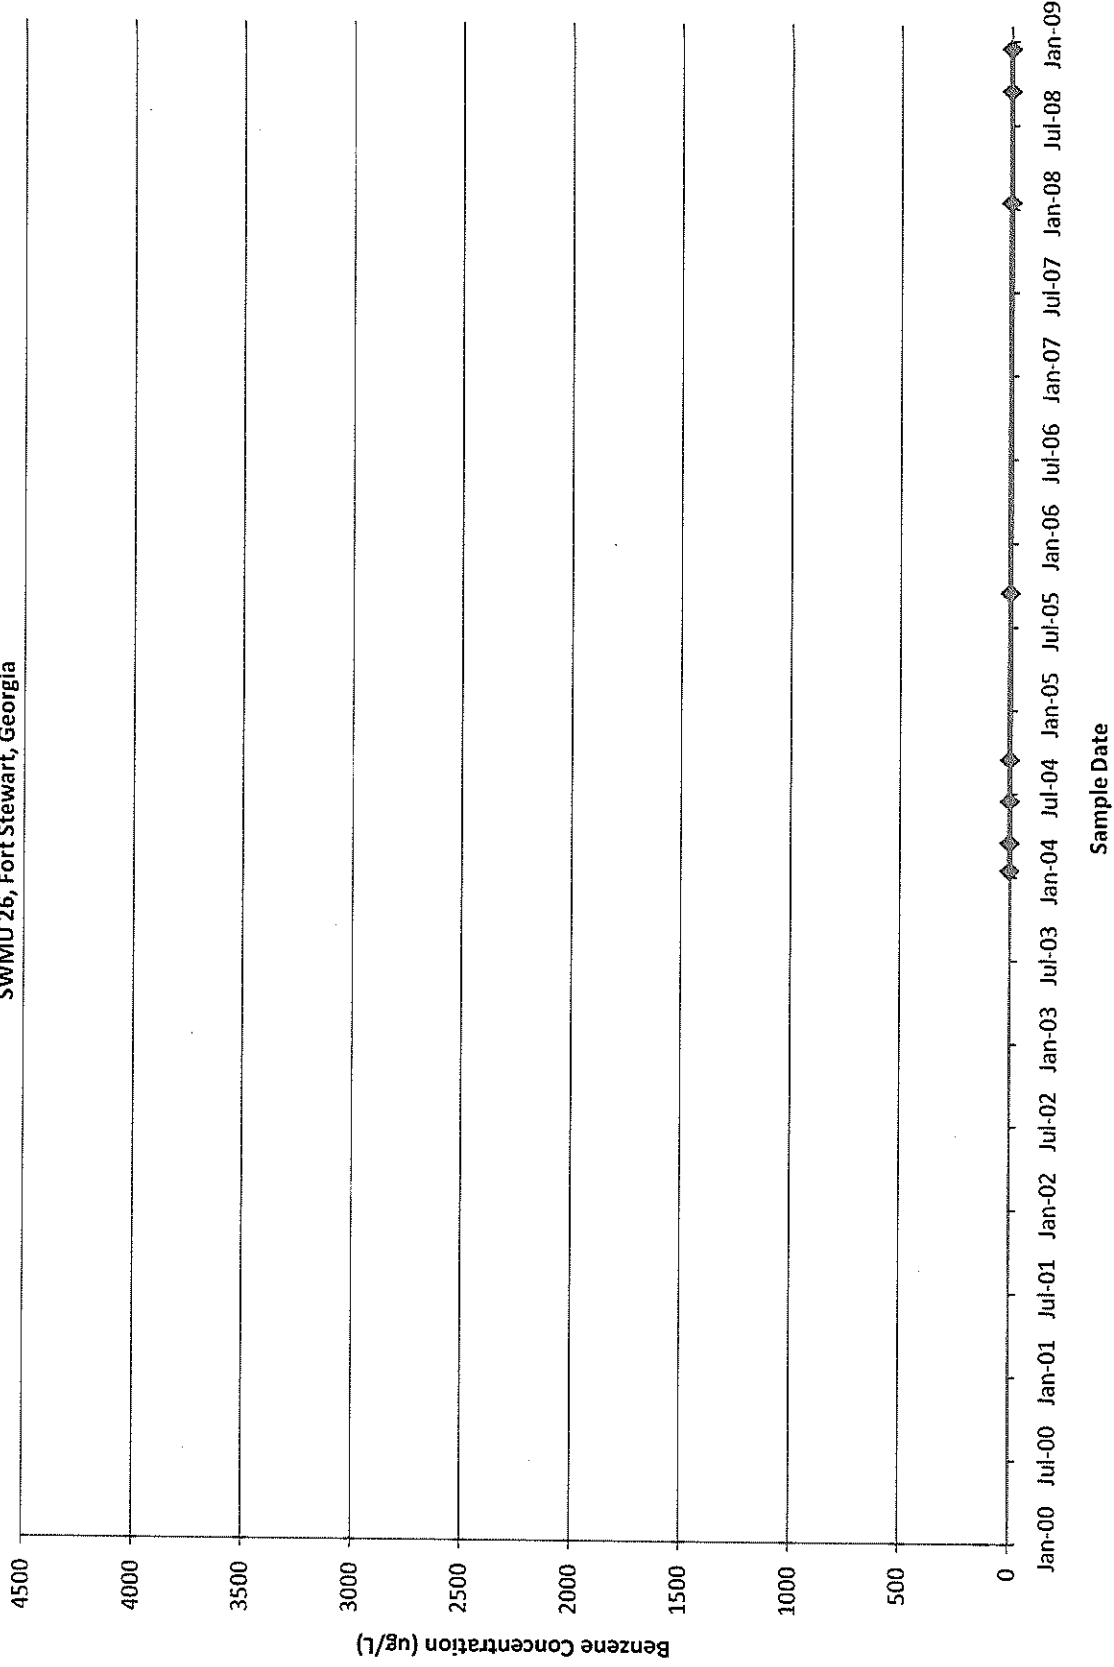 SWMU 26, Fort Stewart, Georgia
Benzene Concentration (ug/L)
4500
4000
3500
3000
2500
2000
1500
1000
500
0
Jan-00 Jul-00 Jan-01 Jul-01 Jan-02 Jul-02 Jan-03 Jul-03 Jan-04 Jul-04 Jan-05 Jul-05 Jan-06 Jul-06 Jan-07 Jul-07 Jan-08 Jul-08 Jan-09
Sample Date